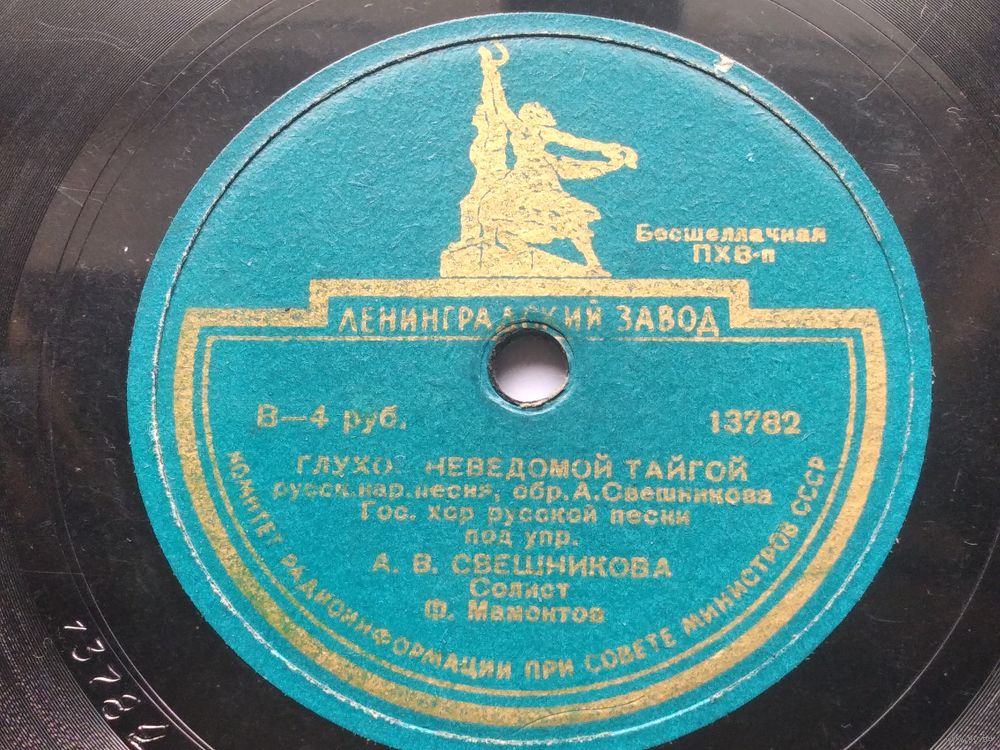 Бесшеллачная
ПХВ-п
ЛЕНИНГРАДСКИЙ ЗАВОД
В—4 руб.
13782
ГЛУХО НЕВЕДОМОЙ ТАЙГОЙ
русск. нар. песня, обр. А. Свешникова
Гос. хор русской песни
под упр.
А. В. СВЕШНИКОВА
Солист
Ф. Мамонтов
КОМИТЕТ РАДИОИНФОРМАЦИИ ПРИ СОВЕТЕ МИНИСТРОВ СССР
13782